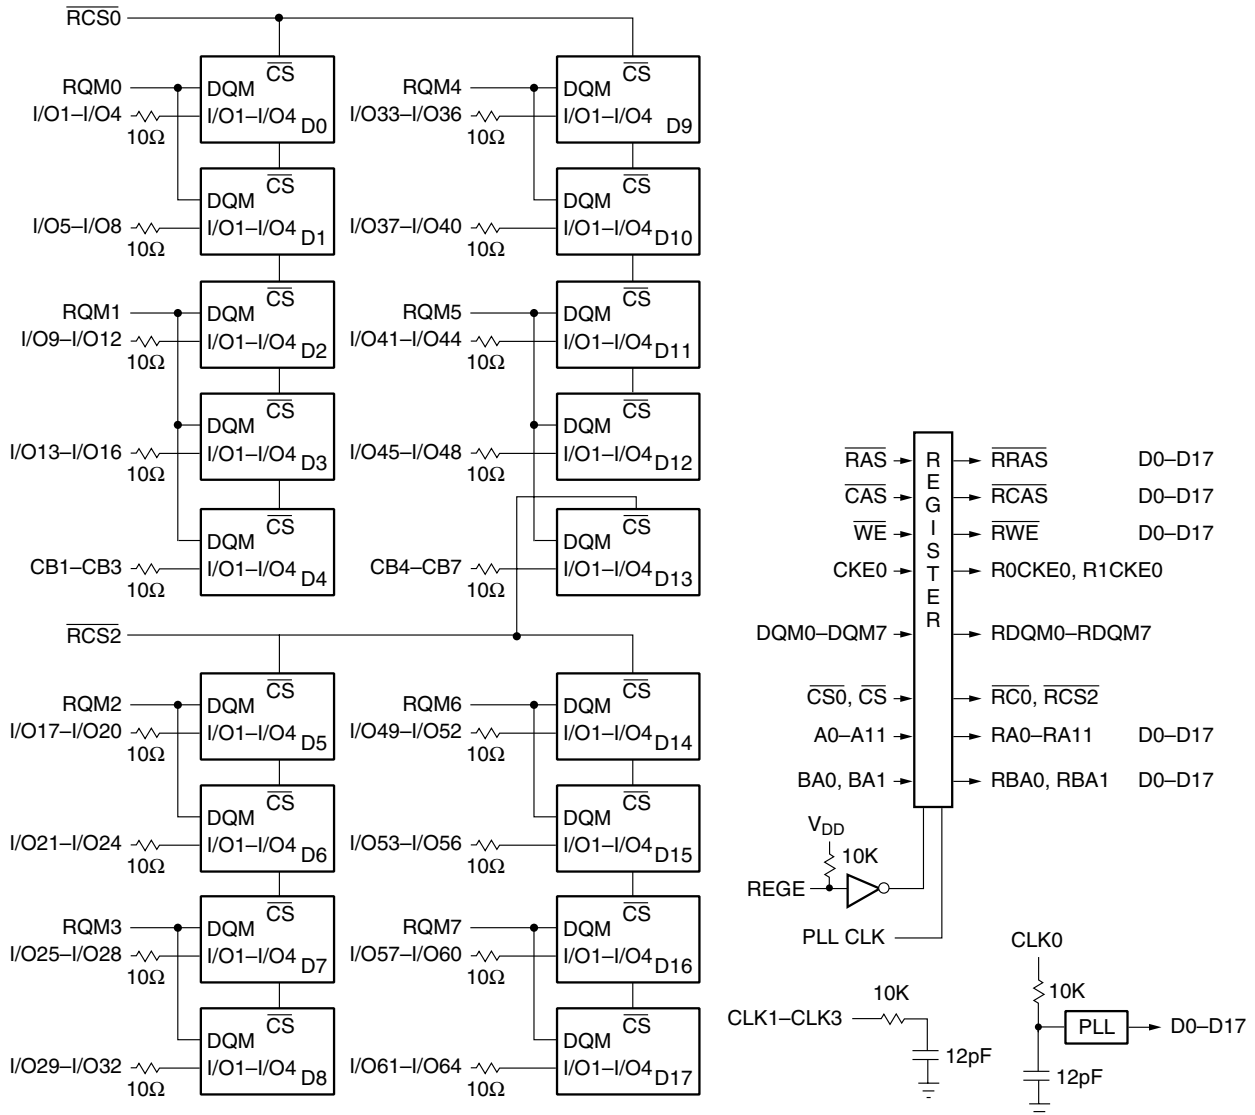 RCS0
CS
RQM0 DQM
I/O1–I/O4 10Ω I/O1–I/O4 D0
CS
DQM
I/O5–I/O8 10Ω I/O1–I/O4 D1
CS
RQM1 DQM
I/O9–I/O12 10Ω I/O1–I/O4 D2
CS
DQM
I/O13–I/O16 10Ω I/O1–I/O4 D3
CS
DQM
CB1–CB3 10Ω I/O1–I/O4 D4
CS
RQM4 DQM
I/O33–I/O36 10Ω I/O1–I/O4 D9
CS
DQM
I/O37–I/O40 10Ω I/O1–I/O4 D10
CS
RQM5 DQM
I/O41–I/O44 10Ω I/O1–I/O4 D11
CS
DQM
I/O45–I/O48 10Ω I/O1–I/O4 D12
CS
DQM
CB4–CB7 10Ω I/O1–I/O4 D13
RCS2
CS
RQM2 DQM
I/O17–I/O20 10Ω I/O1–I/O4 D5
CS
DQM
I/O21–I/O24 10Ω I/O1–I/O4 D6
CS
RQM3 DQM
I/O25–I/O28 10Ω I/O1–I/O4 D7
CS
DQM
I/O29–I/O32 10Ω I/O1–I/O4 D8
CS
RQM6 DQM
I/O49–I/O52 10Ω I/O1–I/O4 D14
CS
DQM
I/O53–I/O56 10Ω I/O1–I/O4 D15
CS
RQM7 DQM
I/O57–I/O60 10Ω I/O1–I/O4 D16
CS
DQM
I/O61–I/O64 10Ω I/O1–I/O4 D17
REGISTER
RAS RRAS D0–D17
CAS RCAS D0–D17
WE RWE D0–D17
CKE0 R0CKE0, R1CKE0
DQM0–DQM7 RDQM0–RDQM7
CS0, CS RC0, RCS2
A0–A11 RA0–RA11 D0–D17
BA0, BA1 RBA0, RBA1 D0–D17
VDD
10K
REGE
PLL CLK
10K
CLK1–CLK3
12pF
CLK0
10K
PLL D0–D17
12pF